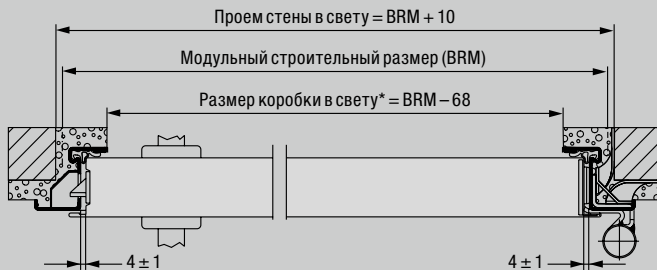 Проем стены в свету = BRM + 10
Модульный строительный размер (BRM)
Размер коробки в свету* = BRM – 68
4 ± 1
4 ± 1